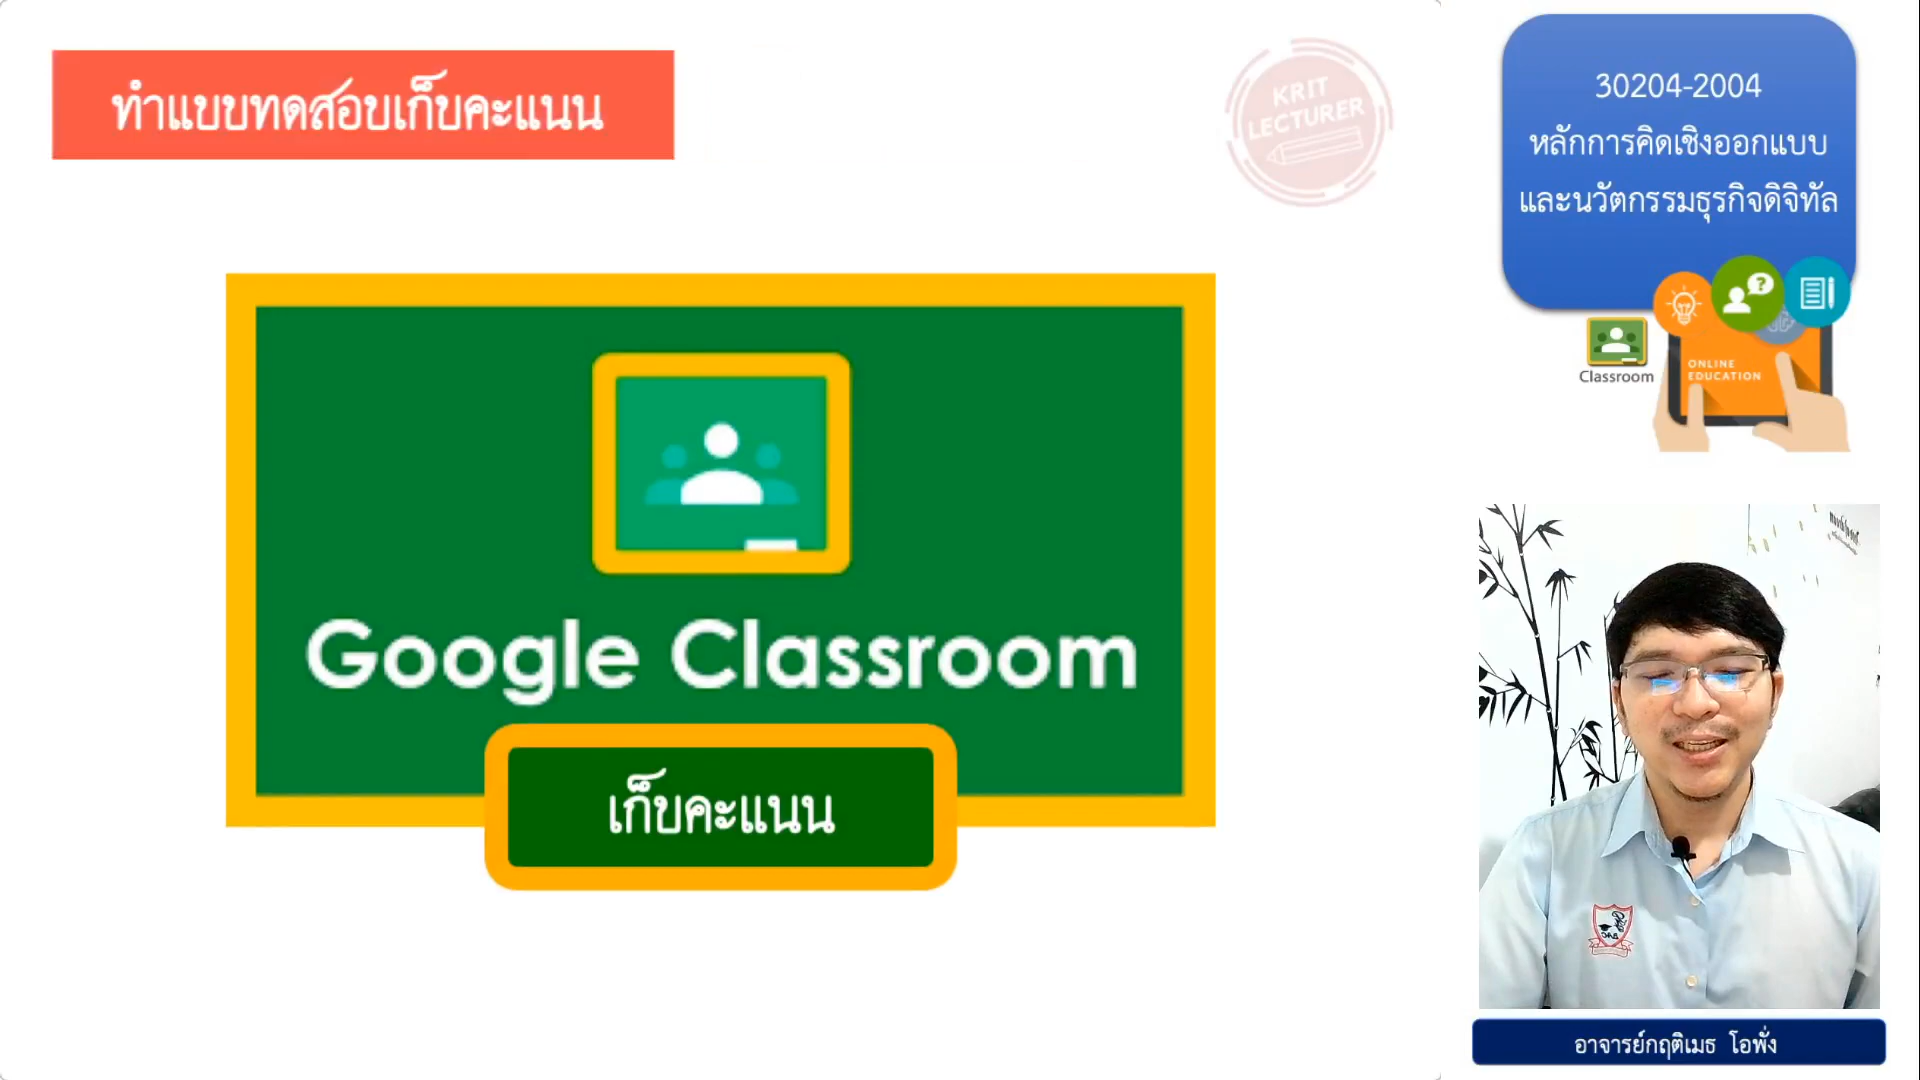 ทำแบบทดสอบเก็บคะแนน
KRIT
LECTURER
30204-2004
หลักการคิดเชิงออกแบบ
และนวัตกรรมธุรกิจดิจิทัล
Classroom
ONLINE
EDUCATION
Google Classroom
เก็บคะแนน
อาจารย์กฤติเมธ โอพั่ง